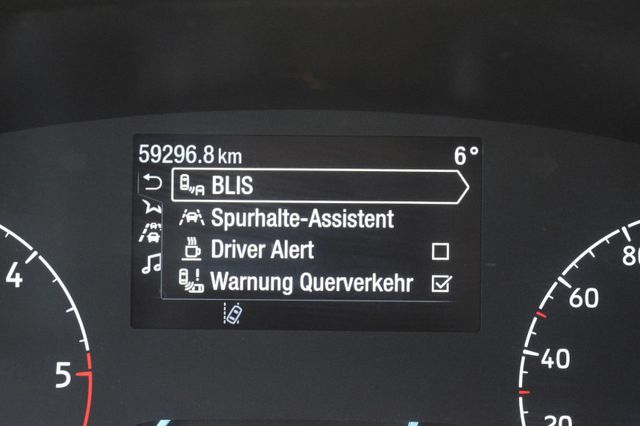 59296.8 km 6°
BLIS
Spurhalte-Assistent
Driver Alert
Warnung Querverkehr
4
5
80
60
40
20